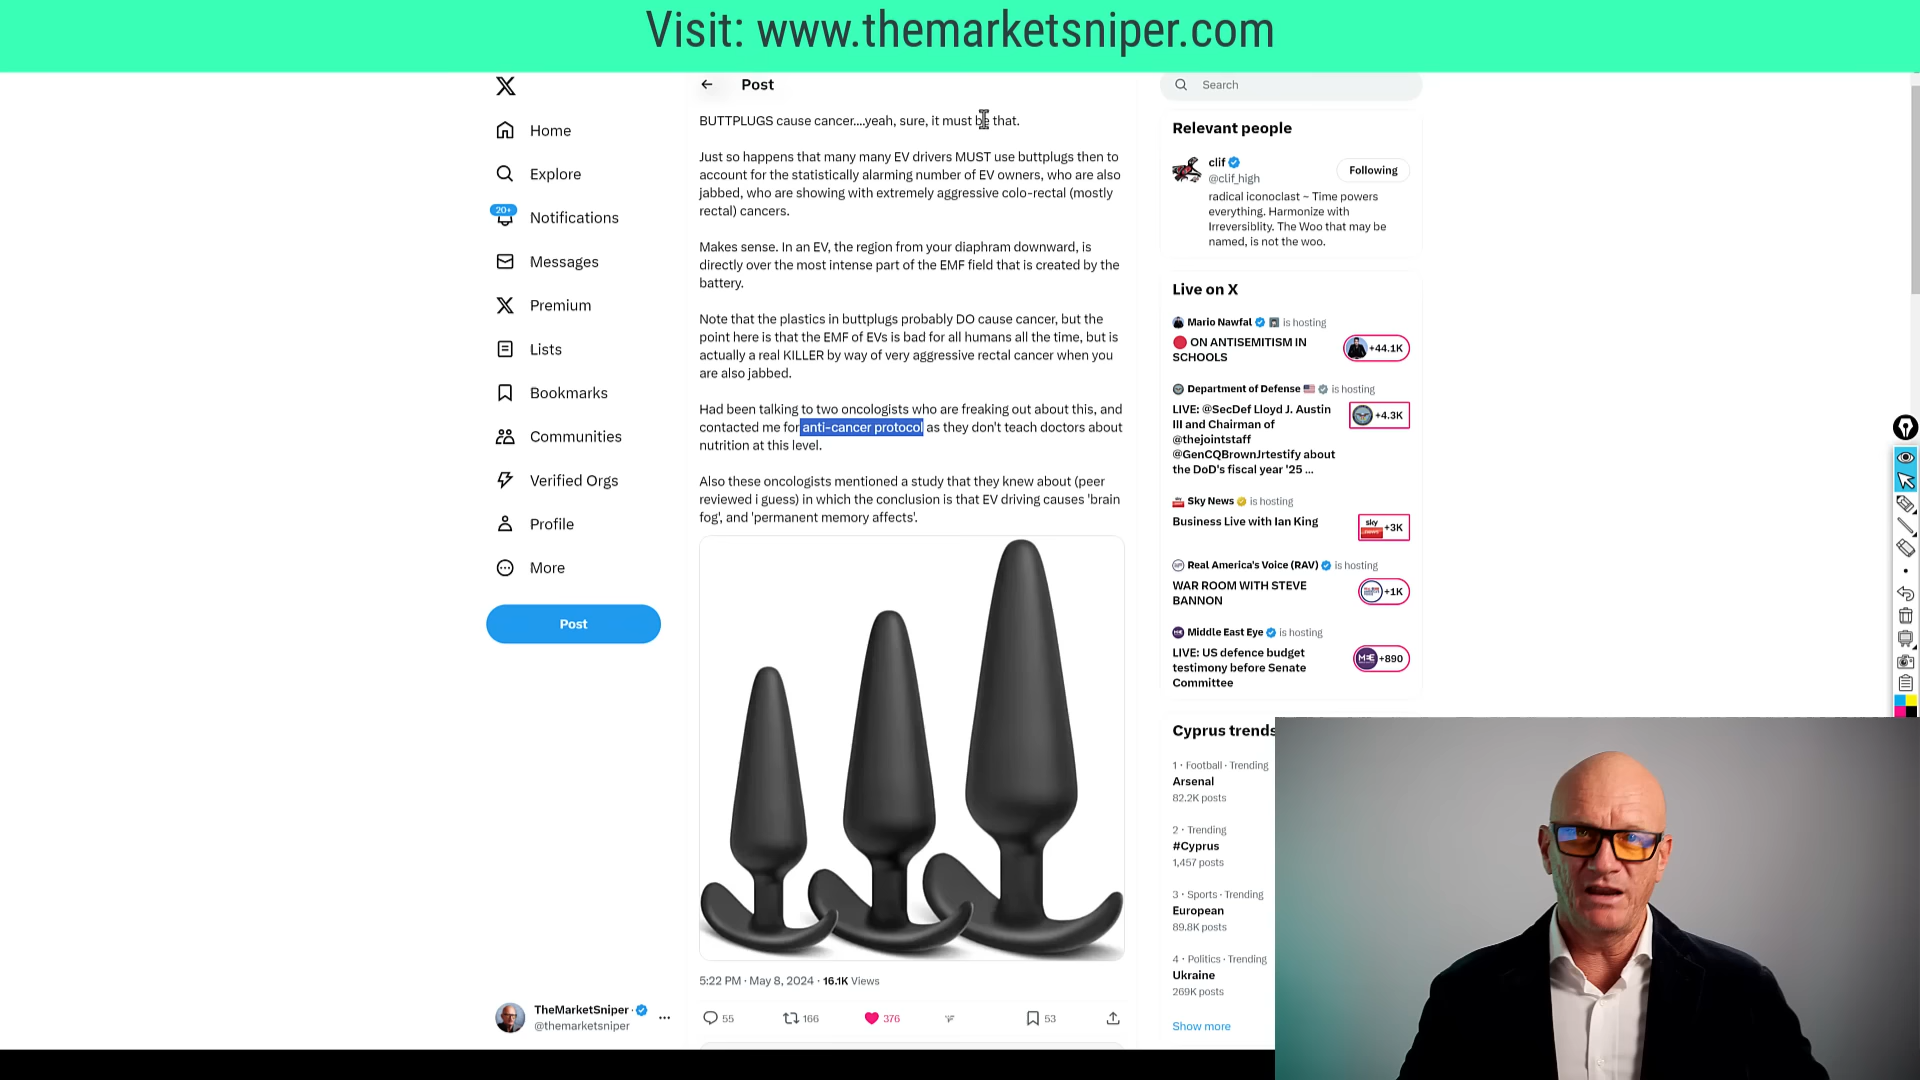 Visit: www.themarketsniper.com
Home
Explore
20+
Notifications
Messages
Premium
Lists
Bookmarks
Communities
Verified Orgs
Profile
More
Post
TheMarketSniper
@themarketsniper
Post
BUTTPLUGS cause cancer....yeah, sure, it must be that.
Just so happens that many many EV drivers MUST use buttplugs then to
account for the statistically alarming number of EV owners, who are also
jabbed, who are showing with extremely aggressive colo-rectal (mostly
rectal) cancers.
Makes sense. In an EV, the region from your diaphram downward, is
directly over the most intense part of the EMF field that is created by the
battery.
Note that the plastics in buttplugs probably DO cause cancer, but the
point here is that the EMF of EVs is bad for all humans all the time, but is
actually a real KILLER by way of very aggressive rectal cancer when you
are also jabbed.
Had been talking to two oncologists who are freaking out about this, and
contacted me for anti-cancer protocol as they don't teach doctors about
nutrition at this level.
Also these oncologists mentioned a study that they knew about (peer
reviewed i guess) in which the conclusion is that EV driving causes 'brain
fog', and 'permanent memory affects'.
5:22 PM · May 8, 2024 · 16.1K Views
55 166 376 53
Search
Relevant people
clif
@clif_high
Following
radical iconoclast ~ Time powers
everything. Harmonize with
Irreversiblity. The Woo that may be
named, is not the woo.
Live on X
Mario Nawfal is hosting
ON ANTISEMITISM IN
SCHOOLS
+44.1K
Department of Defense is hosting
LIVE: @SecDef Lloyd J. Austin
III and Chairman of
@thejointstaff
@GenCQBrownJrtestify about
the DoD's fiscal year '25 ...
+4.3K
Sky News is hosting
Business Live with Ian King
sky
+3K
Real America's Voice (RAV) is hosting
WAR ROOM WITH STEVE
BANNON
+1K
Middle East Eye is hosting
LIVE: US defence budget
testimony before Senate
Committee
MEE
+890
Cyprus trends
1 · Football · Trending
Arsenal
82.2K posts
2 · Trending
#Cyprus
1,457 posts
3 · Sports · Trending
European
89.8K posts
4 · Politics · Trending
Ukraine
269K posts
Show more